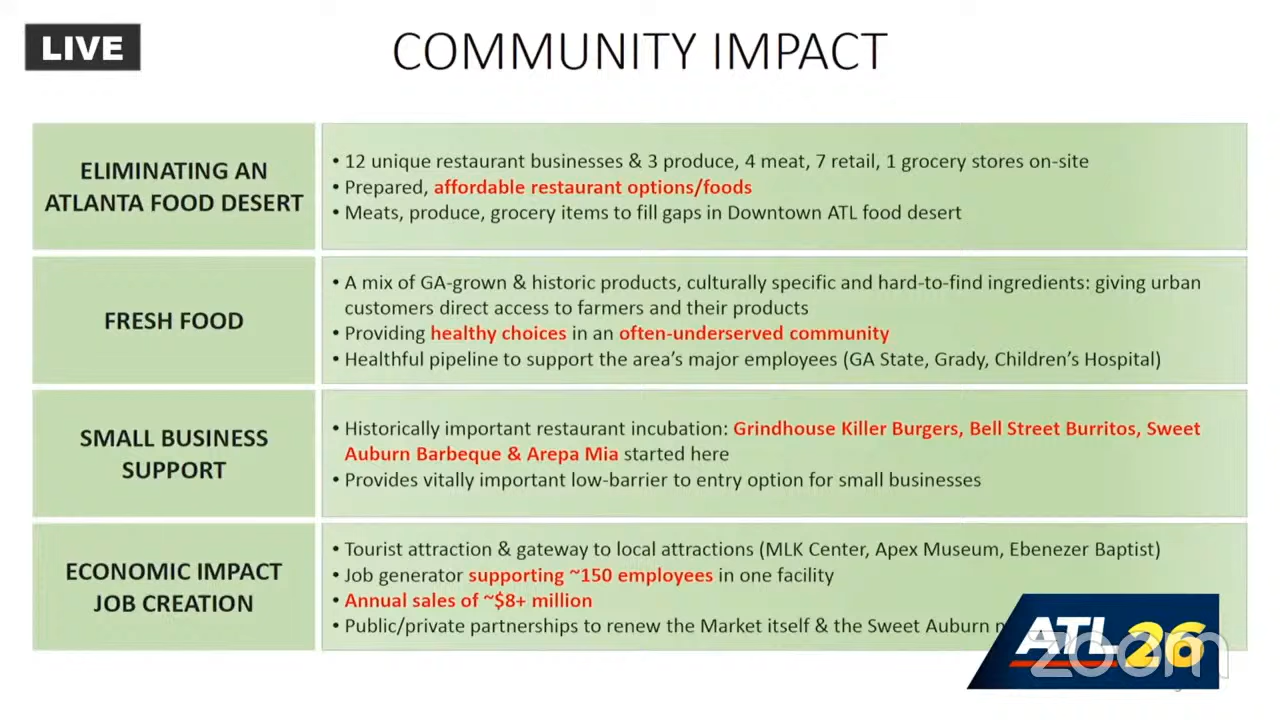 LIVE
COMMUNITY IMPACT
ELIMINATING AN
ATLANTA FOOD DESERT
• 12 unique restaurant businesses & 3 produce, 4 meat, 7 retail, 1 grocery stores on-site
• Prepared, affordable restaurant options/foods
• Meats, produce, grocery items to fill gaps in Downtown ATL food desert
FRESH FOOD
• A mix of GA-grown & historic products, culturally specific and hard-to-find ingredients: giving urban
customers direct access to farmers and their products
• Providing healthy choices in an often-underserved community
• Healthful pipeline to support the area's major employees (GA State, Grady, Children's Hospital)
SMALL BUSINESS
SUPPORT
• Historically important restaurant incubation: Grindhouse Killer Burgers, Bell Street Burritos, Sweet
Auburn Barbeque & Arepa Mia started here
• Provides vitally important low-barrier to entry option for small businesses
ECONOMIC IMPACT
JOB CREATION
• Tourist attraction & gateway to local attractions (MLK Center, Apex Museum, Ebenezer Baptist)
• Job generator supporting ~150 employees in one facility
• Annual sales of ~$8+ million
• Public/private partnerships to renew the Market itself & the Sweet Auburn
ATL 26
zoom